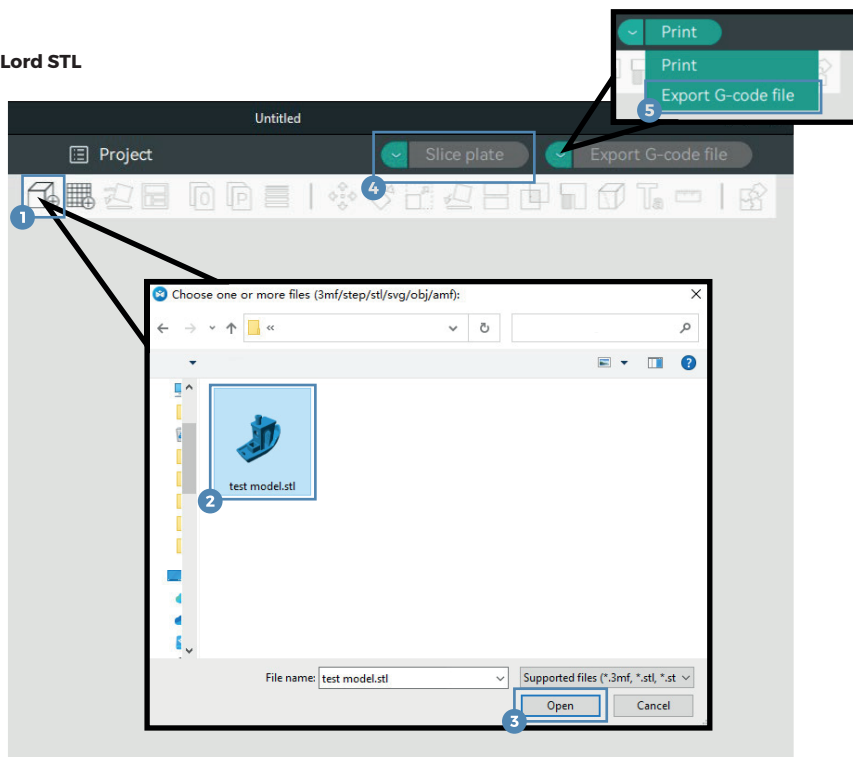 Print
Lord STL
Print
Export G-code file
5
Untitled
Project
Slice plate
Export G-code file
4
1
Choose one or more files (3mf/step/stl/svg/obj/amf):
test model.stl
2
File name: test model.stl
Supported files (*.3mf, *.stl, *.st
Open
Cancel
3